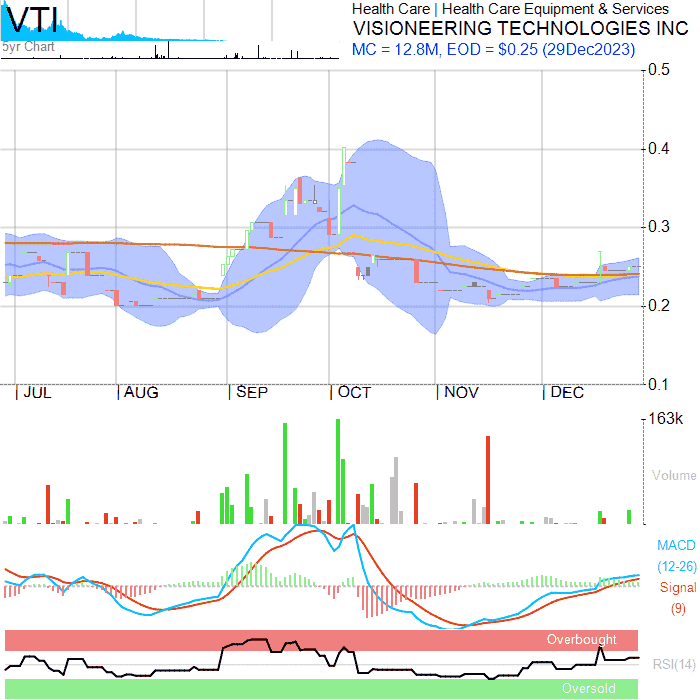 VTI
5yr Chart
Health Care | Health Care Equipment & Services
VISIONEERING TECHNOLOGIES INC
MC = 12.8M, EOD = $0.25 (29Dec2023)
0.5
0.4
0.3
0.2
0.1
JUL AUG SEP OCT NOV DEC
163k
Volume
MACD
(12-26)
Signal
(9)
Overbought
RSI(14)
Oversold